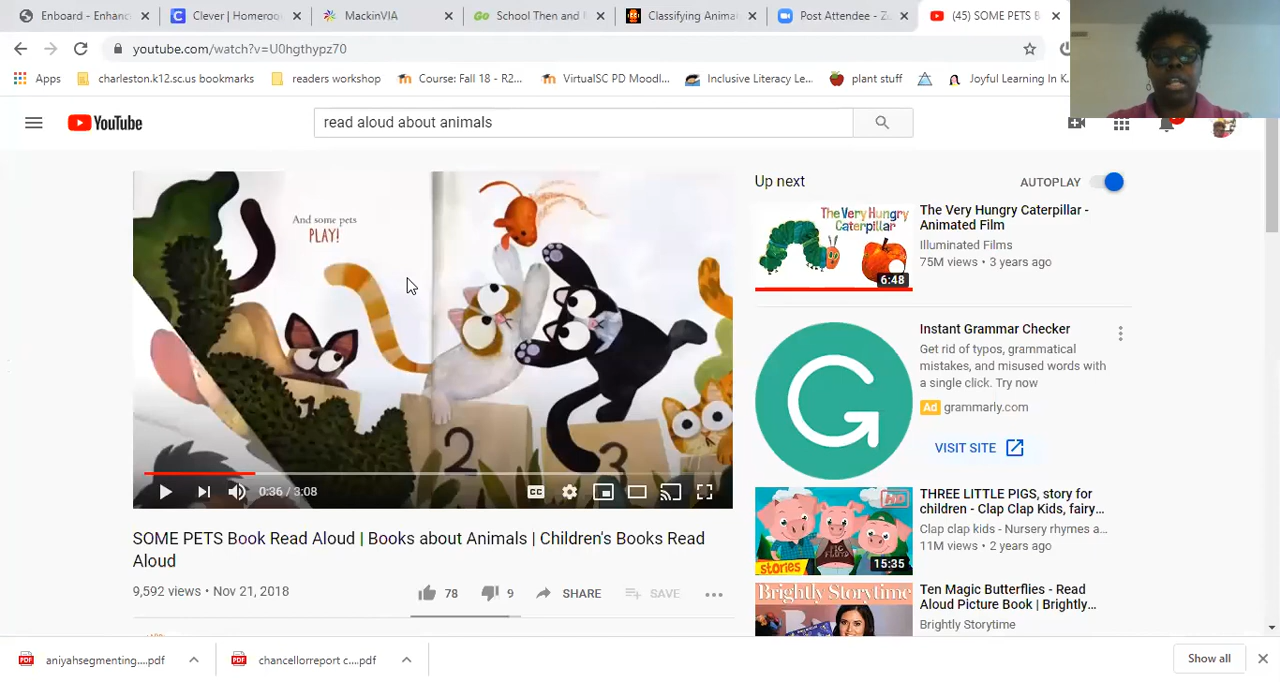 Enboard - Enhanc
Clever | Homeroo
MackinVIA
School Then and
Classifying Anima
Post Attendee - Zo
(45) SOME PETS B
youtube.com/watch?v=U0hgthypz70
Apps
charleston.k12.sc.us bookmarks
readers workshop
Course: Fall 18 - R2...
VirtualSC PD Moodl...
Inclusive Literacy Le...
plant stuff
Joyful Learning In K.
YouTube
read aloud about animals
And some pets
PLAY!
1
2
3
0:36 / 3:08
CC
SOME PETS Book Read Aloud | Books about Animals | Children's Books Read
Aloud
9,592 views • Nov 21, 2018
78
9
SHARE
SAVE
Up next
AUTOPLAY
The Very Hungry
Caterpillar
6:48
The Very Hungry Caterpillar -
Animated Film
Illuminated Films
75M views • 3 years ago
Instant Grammar Checker
Get rid of typos, grammatical
mistakes, and misused words with
a single click. Try now
Ad grammarly.com
VISIT SITE
HD
stories
15:35
THREE LITTLE PIGS, story for
children - Clap Clap Kids, fairy...
Clap clap kids - Nursery rhymes a...
11M views • 2 years ago
Brightly Storytime
Ten Magic Butterflies - Read
Aloud Picture Book | Brightly...
Brightly Storytime
PDF
aniyahsegmenting....pdf
PDF
chancellorreport c....pdf
Show all